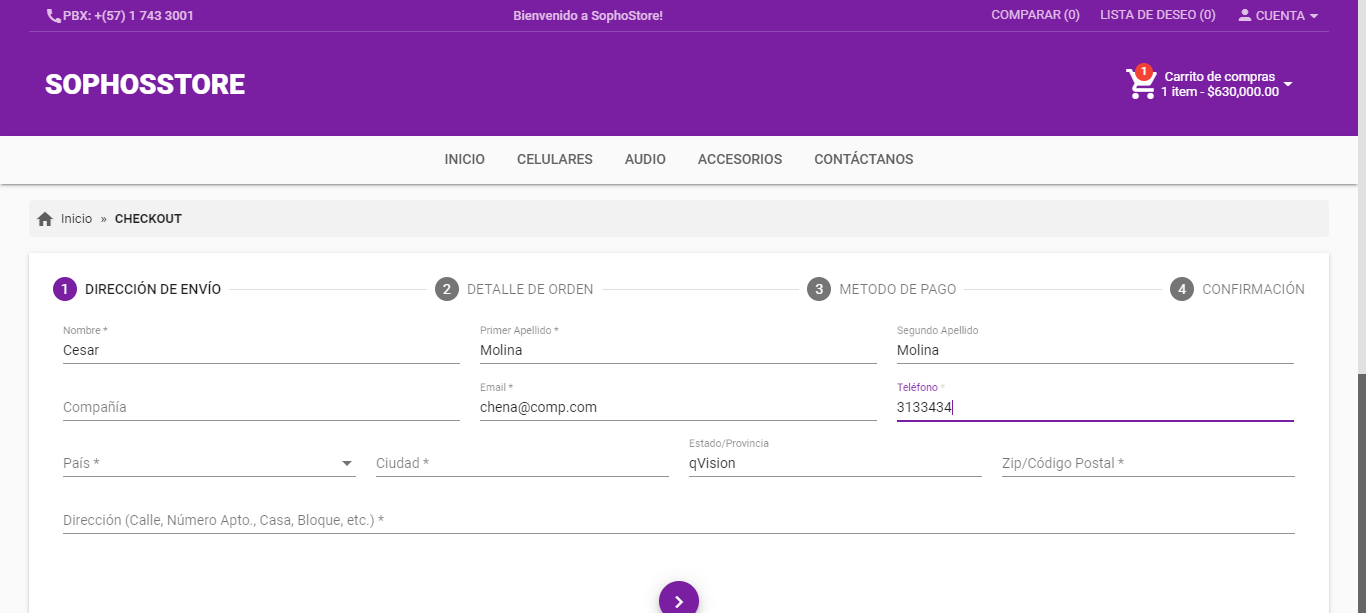 PBX: +(57) 1 743 3001 Bienvenido a SophoStore! COMPARAR (0) LISTA DE DESEO (0) CUENTA
SOPHOSSTORE
1
Carrito de compras
1 item - $630,000.00
INICIO CELULARES AUDIO ACCESORIOS CONTÁCTANOS
Inicio » CHECKOUT
1 DIRECCIÓN DE ENVÍO 2 DETALLE DE ORDEN 3 METODO DE PAGO 4 CONFIRMACIÓN
Nombre * Primer Apellido * Segundo Apellido
Cesar Molina Molina
Email * Teléfono *
Compañía chena@comp.com 3133434
Estado/Provincia
País * Ciudad * qVision Zip/Código Postal *
Dirección (Calle, Número Apto., Casa, Bloque, etc.) *